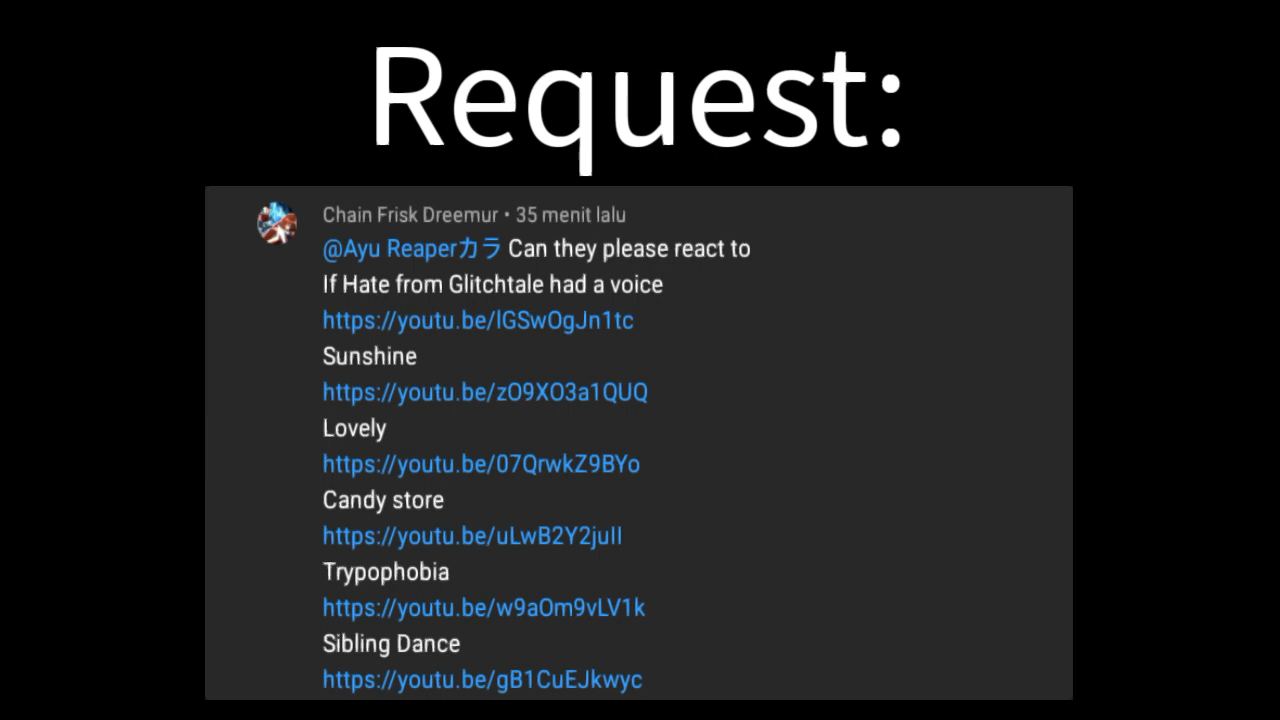 Request:
Chain Frisk Dreemur • 35 menit lalu
@Ayu Reaperカラ Can they please react to
If Hate from Glitchtale had a voice
https://youtu.be/lGSwOgJn1tc
Sunshine
https://youtu.be/zO9XO3a1QUQ
Lovely
https://youtu.be/07QrwkZ9BYo
Candy store
https://youtu.be/uLwB2Y2juII
Trypophobia
https://youtu.be/w9aOm9vLV1k
Sibling Dance
https://youtu.be/gB1CuEJkwyc